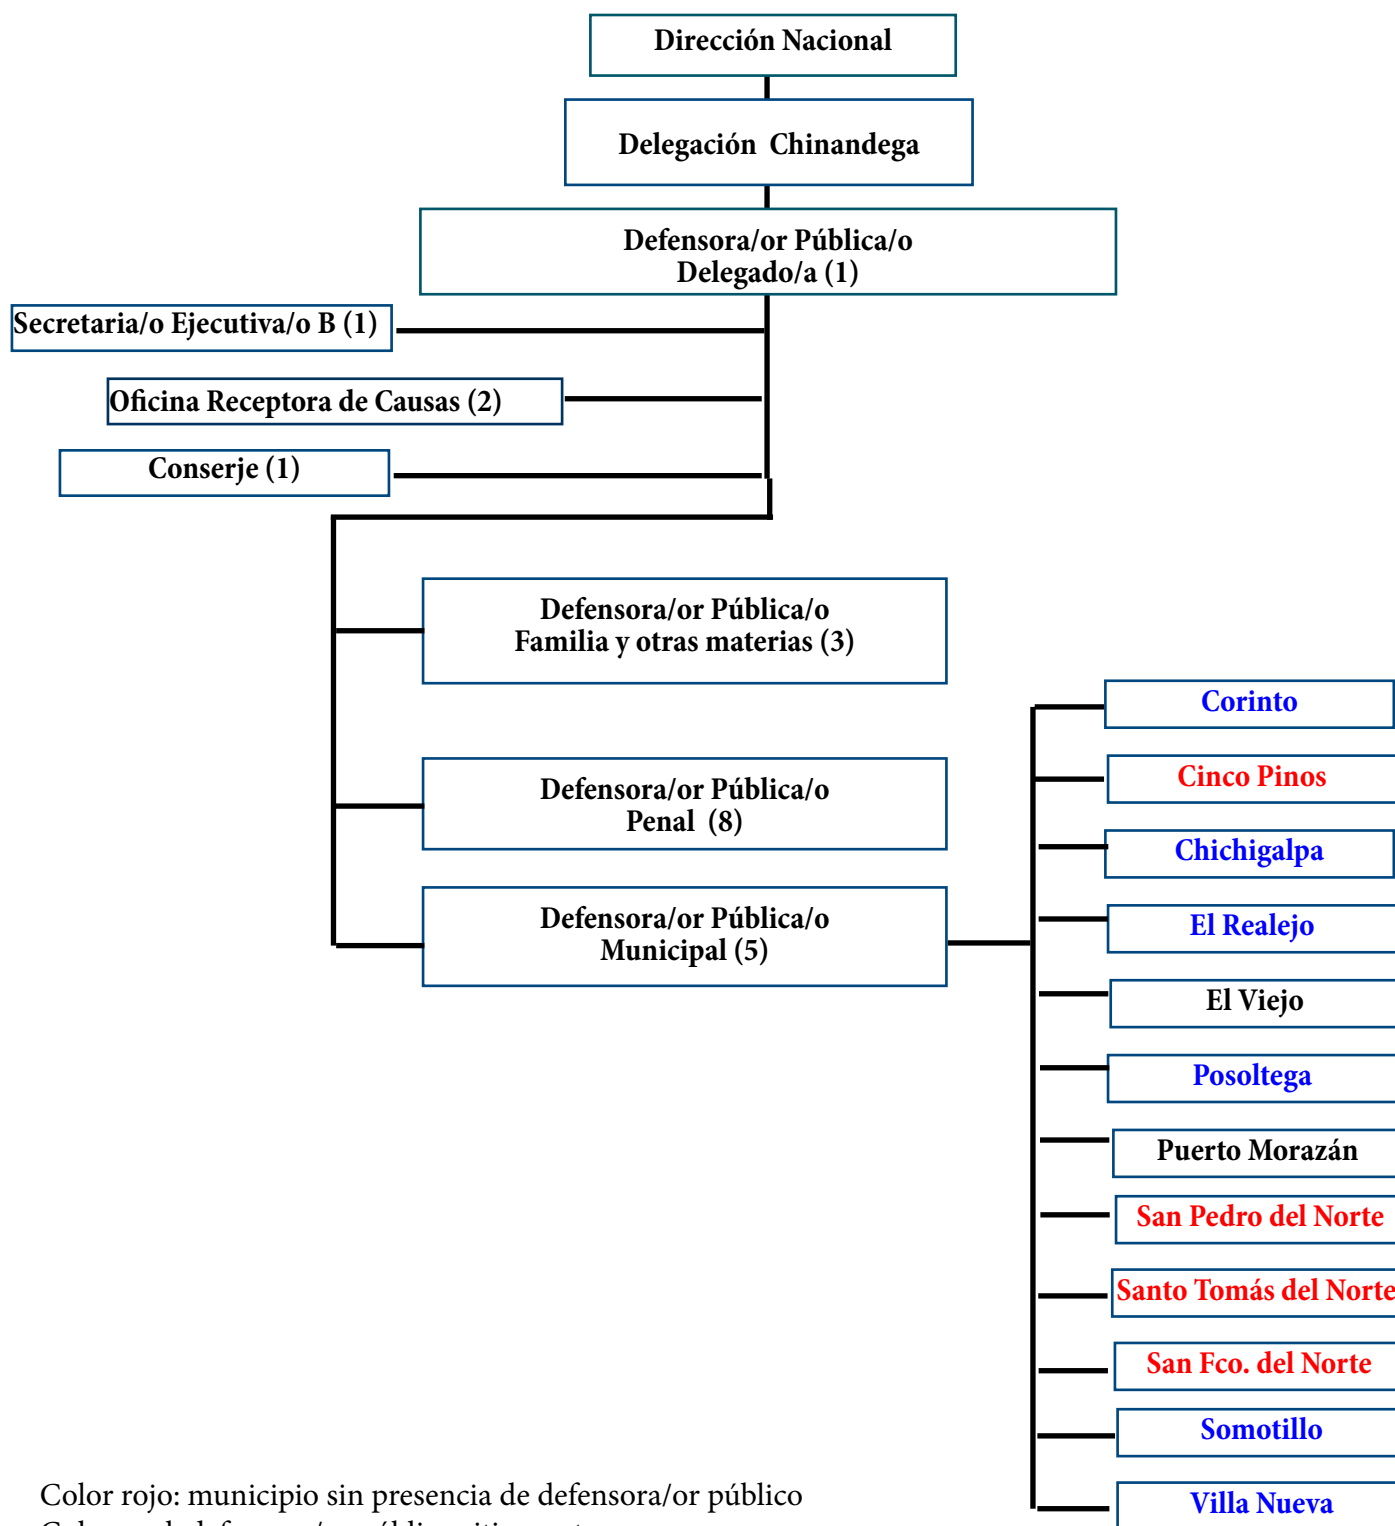 Dirección Nacional
Delegación Chinandega
Defensora/or Pública/o
Delegado/a (1)
Secretaria/o Ejecutiva/o B (1)
Oficina Receptora de Causas (2)
Conserje (1)
Defensora/or Pública/o
Familia y otras materias (3)
Defensora/or Pública/o
Penal (8)
Defensora/or Pública/o
Municipal (5)
Corinto
Cinco Pinos
Chichigalpa
El Realejo
El Viejo
Posoltega
Puerto Morazán
San Pedro del Norte
Santo Tomás del Norte
San Fco. del Norte
Somotillo
Villa Nueva
Color rojo: municipio sin presencia de defensora/or público